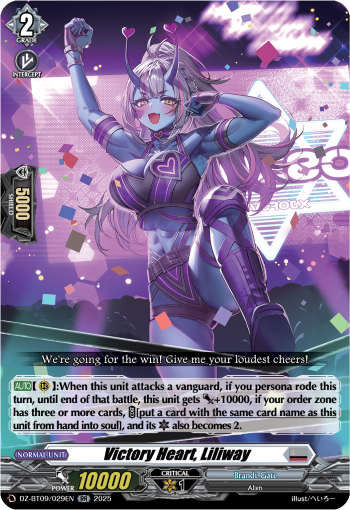 2
GRADE
INTERCEPT
5000
SHIELD
We're going for the win! Give me your loudest cheers!
AUTO【RC】:When this unit attacks a vanguard, if you persona rode this
turn, until end of that battle, this unit gets +10000, if your order zone
has three or more cards, [put a card with the same card name as this
unit from hand into soul], and its also becomes 2.
NORMAL UNIT
Victory Heart, Liliway
POWER
10000
CRITICAL
1
Brandt Gate
Alien
DZ-BT09/029EN RR 2025
illust/へいろー